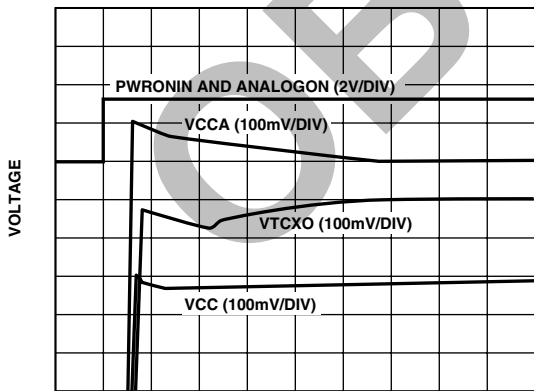 PWRONIN AND ANALOGON (2V/DIV)
VCCA (100mV/DIV)
VOLTAGE
VTCXO (100mV/DIV)
VCC (100mV/DIV)